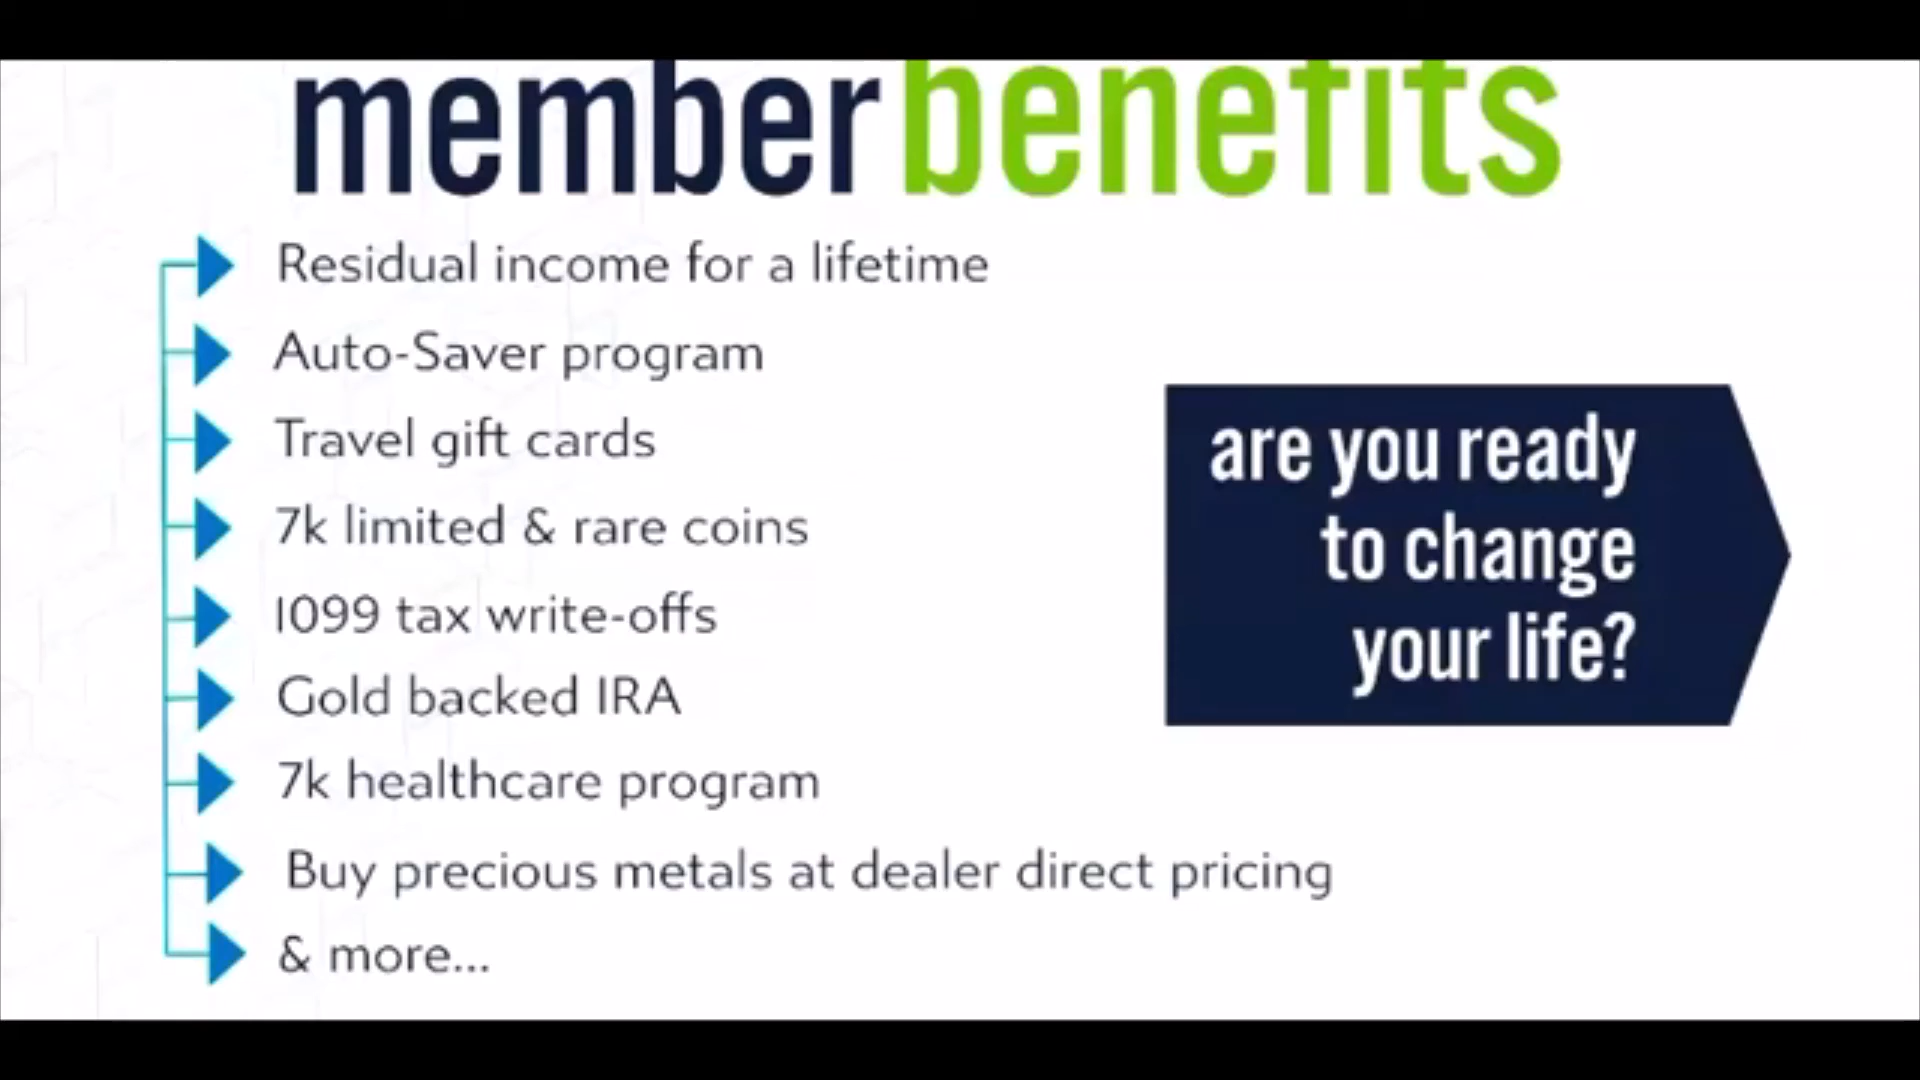 member benefits
Residual income for a lifetime
Auto-Saver program
Travel gift cards
7k limited & rare coins
1099 tax write-offs
Gold backed IRA
7k healthcare program
Buy precious metals at dealer direct pricing
& more...
are you ready
to change
your life?